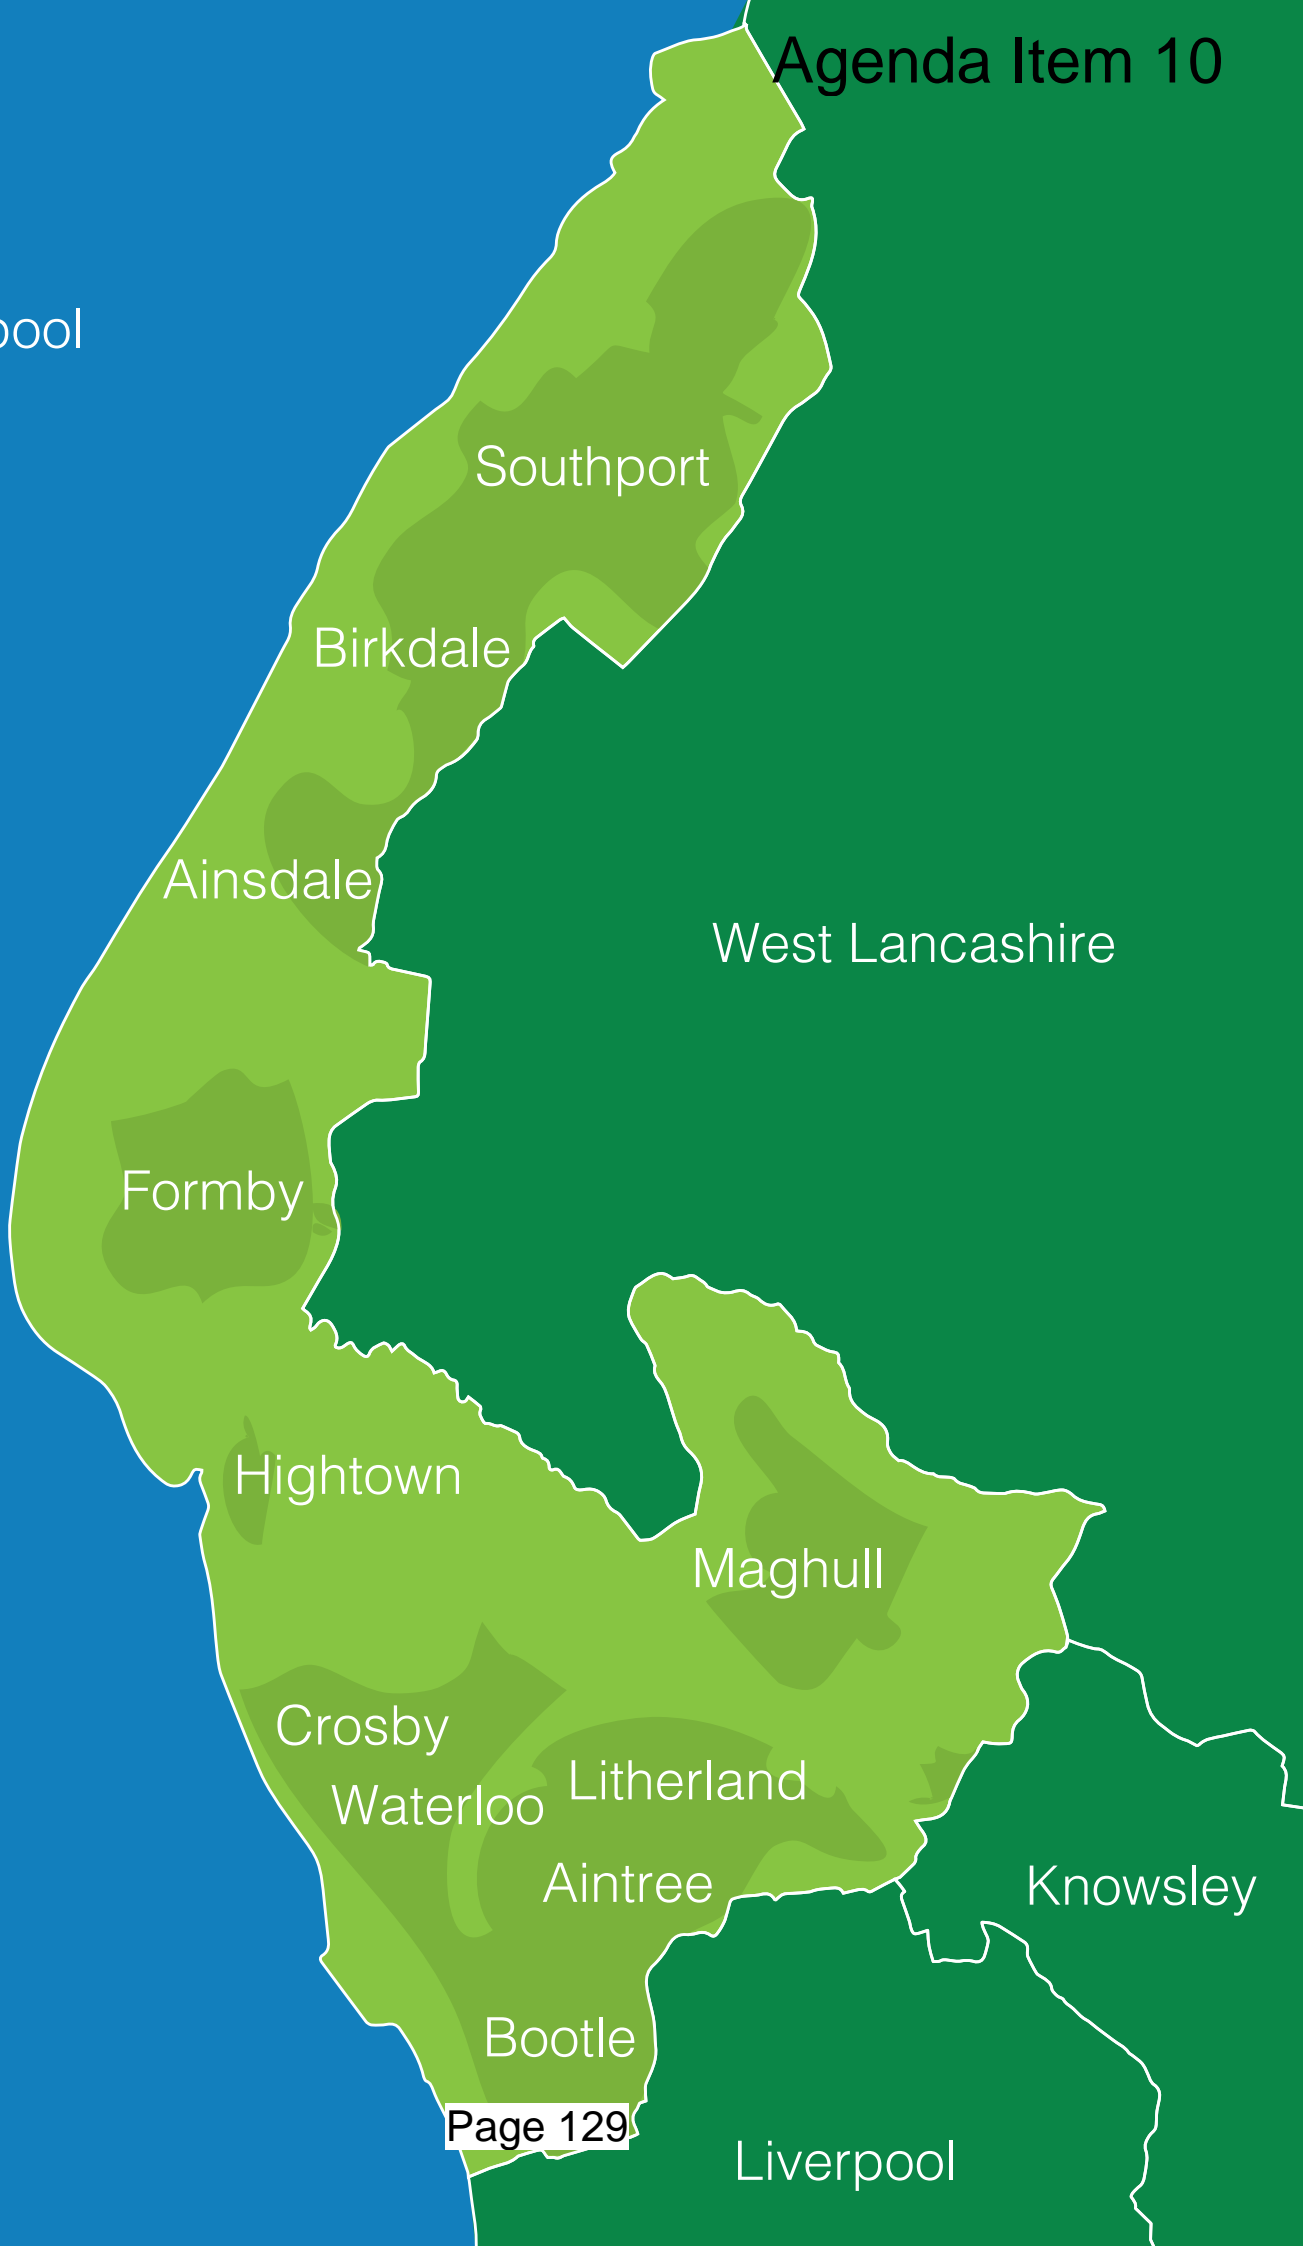 Agenda Item 10
pool
Southport
Birkdale
Ainsdale
West Lancashire
Formby
Hightown
Maghull
Crosby
Litherland
Waterloo
Aintree
Knowsley
Bootle
Page 129
Liverpool